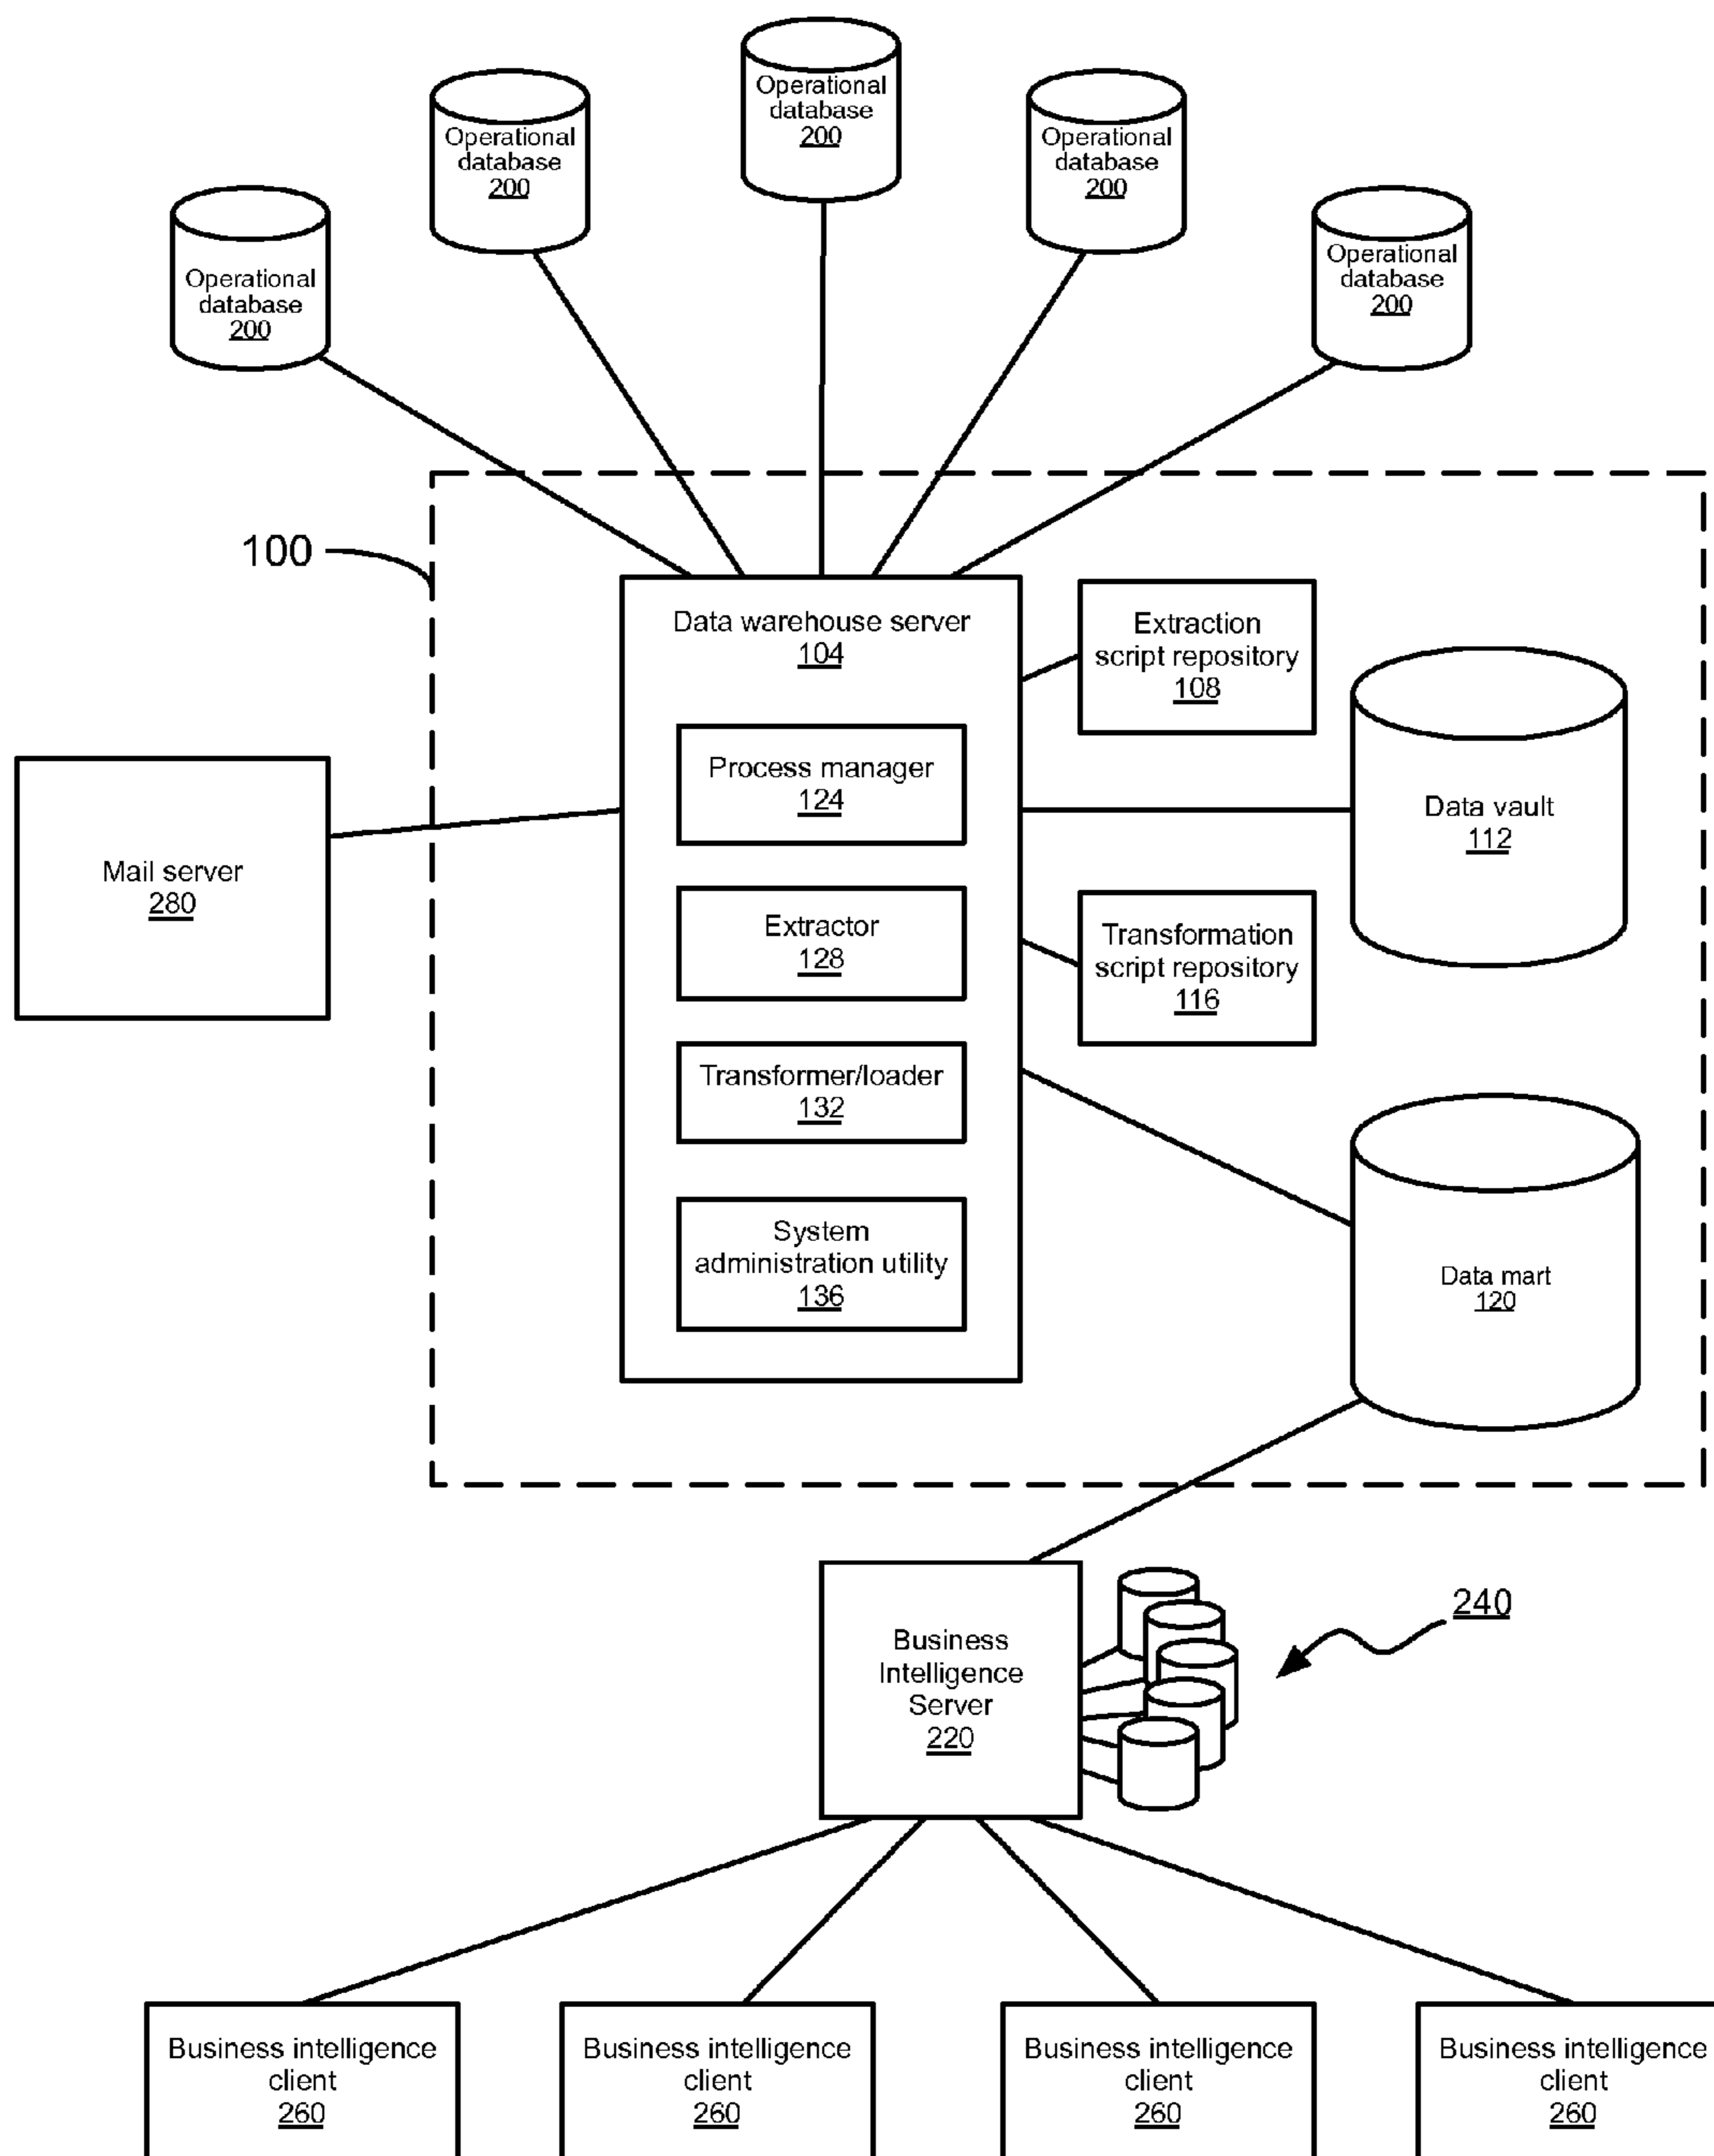 Operational
database
200
Operational
database
200
Operational
database
200
Operational
database
200
Operational
database
200
100
Data warehouse server
104
Process manager
124
Extractor
128
Transformer/loader
132
System
administration utility
136
Extraction
script repository
108
Data vault
112
Mail server
280
Transformation
script repository
116
Data mart
120
Business
Intelligence
Server
220
240
Business intelligence
client
260
Business intelligence
client
260
Business intelligence
client
260
Business intelligence
client
260